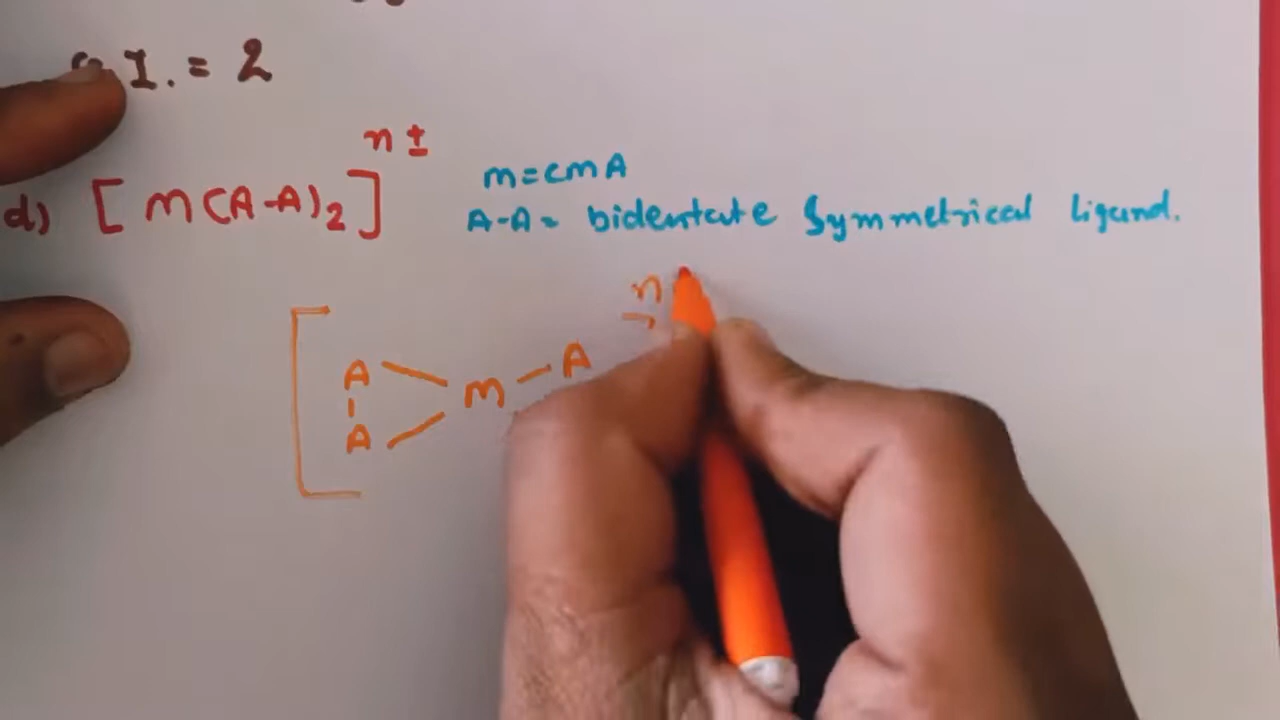 I. = 2
n ±
d) [M(A-A)2]
m=CMA
A-A= bidentate Symmetrical Ligand.
n
A
M - A
A